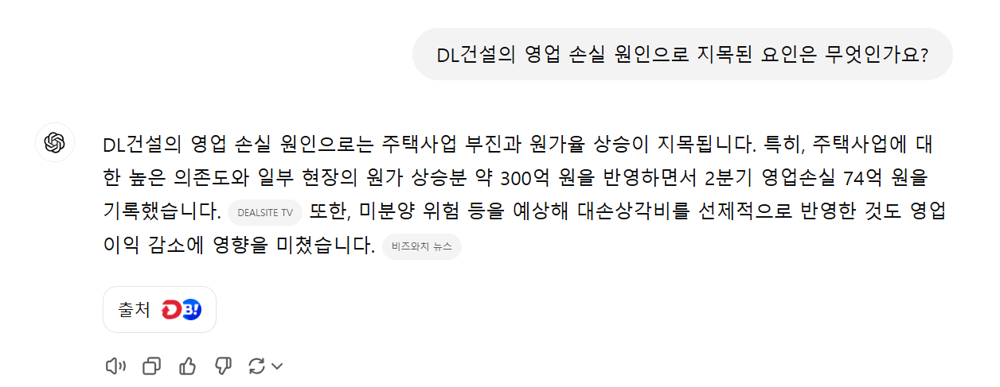 DL건설의 영업 손실 원인으로 지목된 요인은 무엇인가요?
DL건설의 영업 손실 원인으로는 주택사업 부진과 원가율 상승이 지목됩니다. 특히, 주택사업에 대
한 높은 의존도와 일부 현장의 원가 상승분 약 300억 원을 반영하면서 2분기 영업손실 74억 원을
기록했습니다. DEALSITE TV 또한, 미분양 위험 등을 예상해 대손상각비를 선제적으로 반영한 것도 영업
이익 감소에 영향을 미쳤습니다. 비즈와치 뉴스
출처 D B!